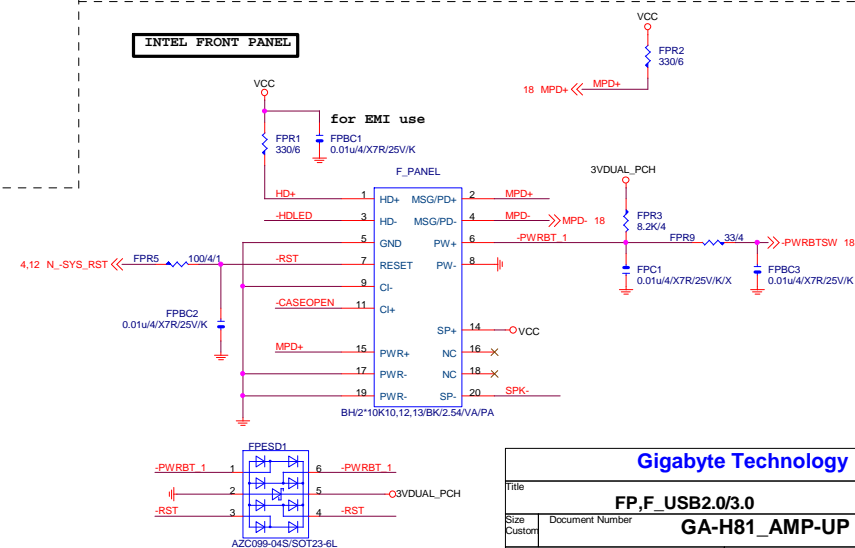 INTEL FRONT PANEL
VCC
FPR2
330/6
18 MPD+ MPD+
VCC
for EMI use
FPR1
330/6
FPBC1
0.01u/4/X7R/25V/K
F_PANEL
3VDUAL_PCH
HD+ 1 HD+ MSG/PD+ 2 MPD+
-HDLED 3 HD- MSG/PD- 4 MPD- MPD- 18
FPR3
8.2K/4
5 GND PW+ 6 -PWRBT_1 FPR9 33/4 -PWRBTSW 18
4,12 N_-SYS_RST FPR5 100/4/1 -RST 7 RESET PW- 8
9 CI-
FPC1
0.01u/4/X7R/25V/K/X
FPBC3
0.01u/4/X7R/25V/K
-CASEOPEN 11 CI+
FPBC2
0.01u/4/X7R/25V/K
SP+ 14 VCC
MPD+ 15 PWR+ NC 16
17 PWR- NC 18
19 PWR- SP- 20 SPK-
BH/2*10K10,12,13/BK/2.54/VA/PA
FPESD1
-PWRBT_1 1 6 -PWRBT_1
2 5 3VDUAL_PCH
-RST 3 4 -RST
AZC099-04S/SOT23-6L
Gigabyte Technology
Title
FP,F_USB2.0/3.0
Size
Custom
Document Number
GA-H81_AMP-UP